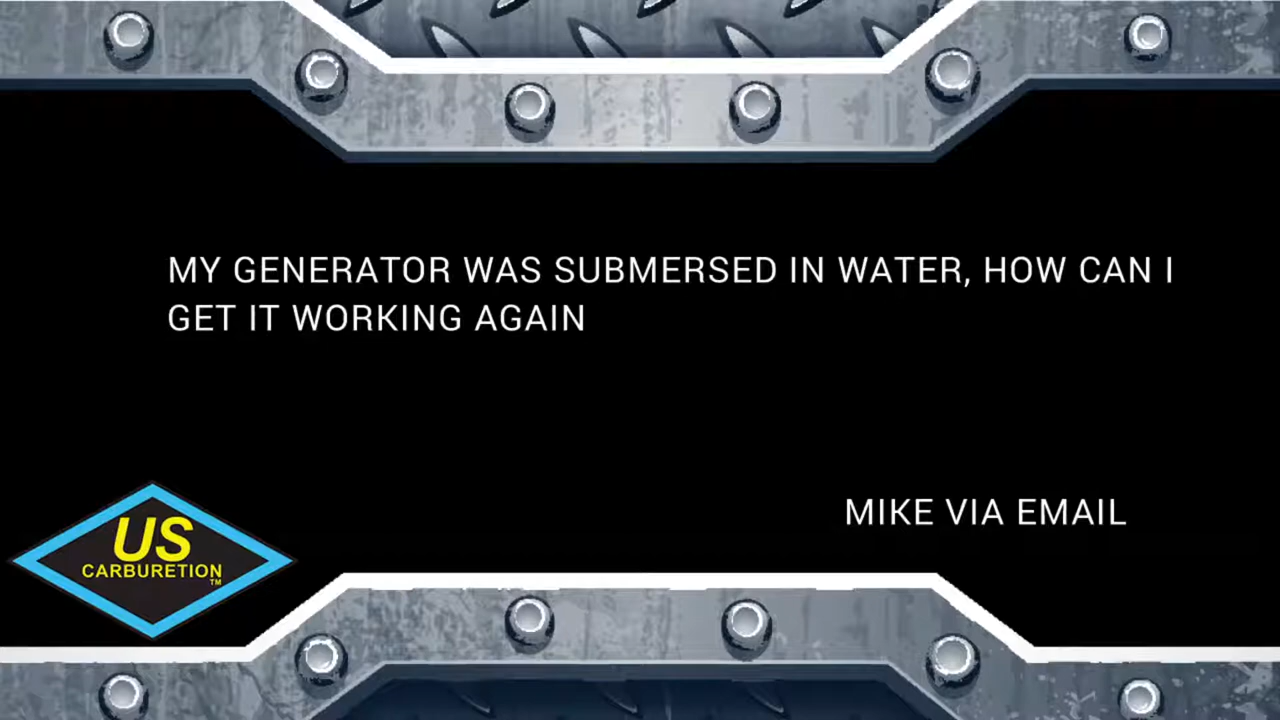 MY GENERATOR WAS SUBMERSED IN WATER, HOW CAN I
GET IT WORKING AGAIN
MIKE VIA EMAIL
US
CARBURETION
TM